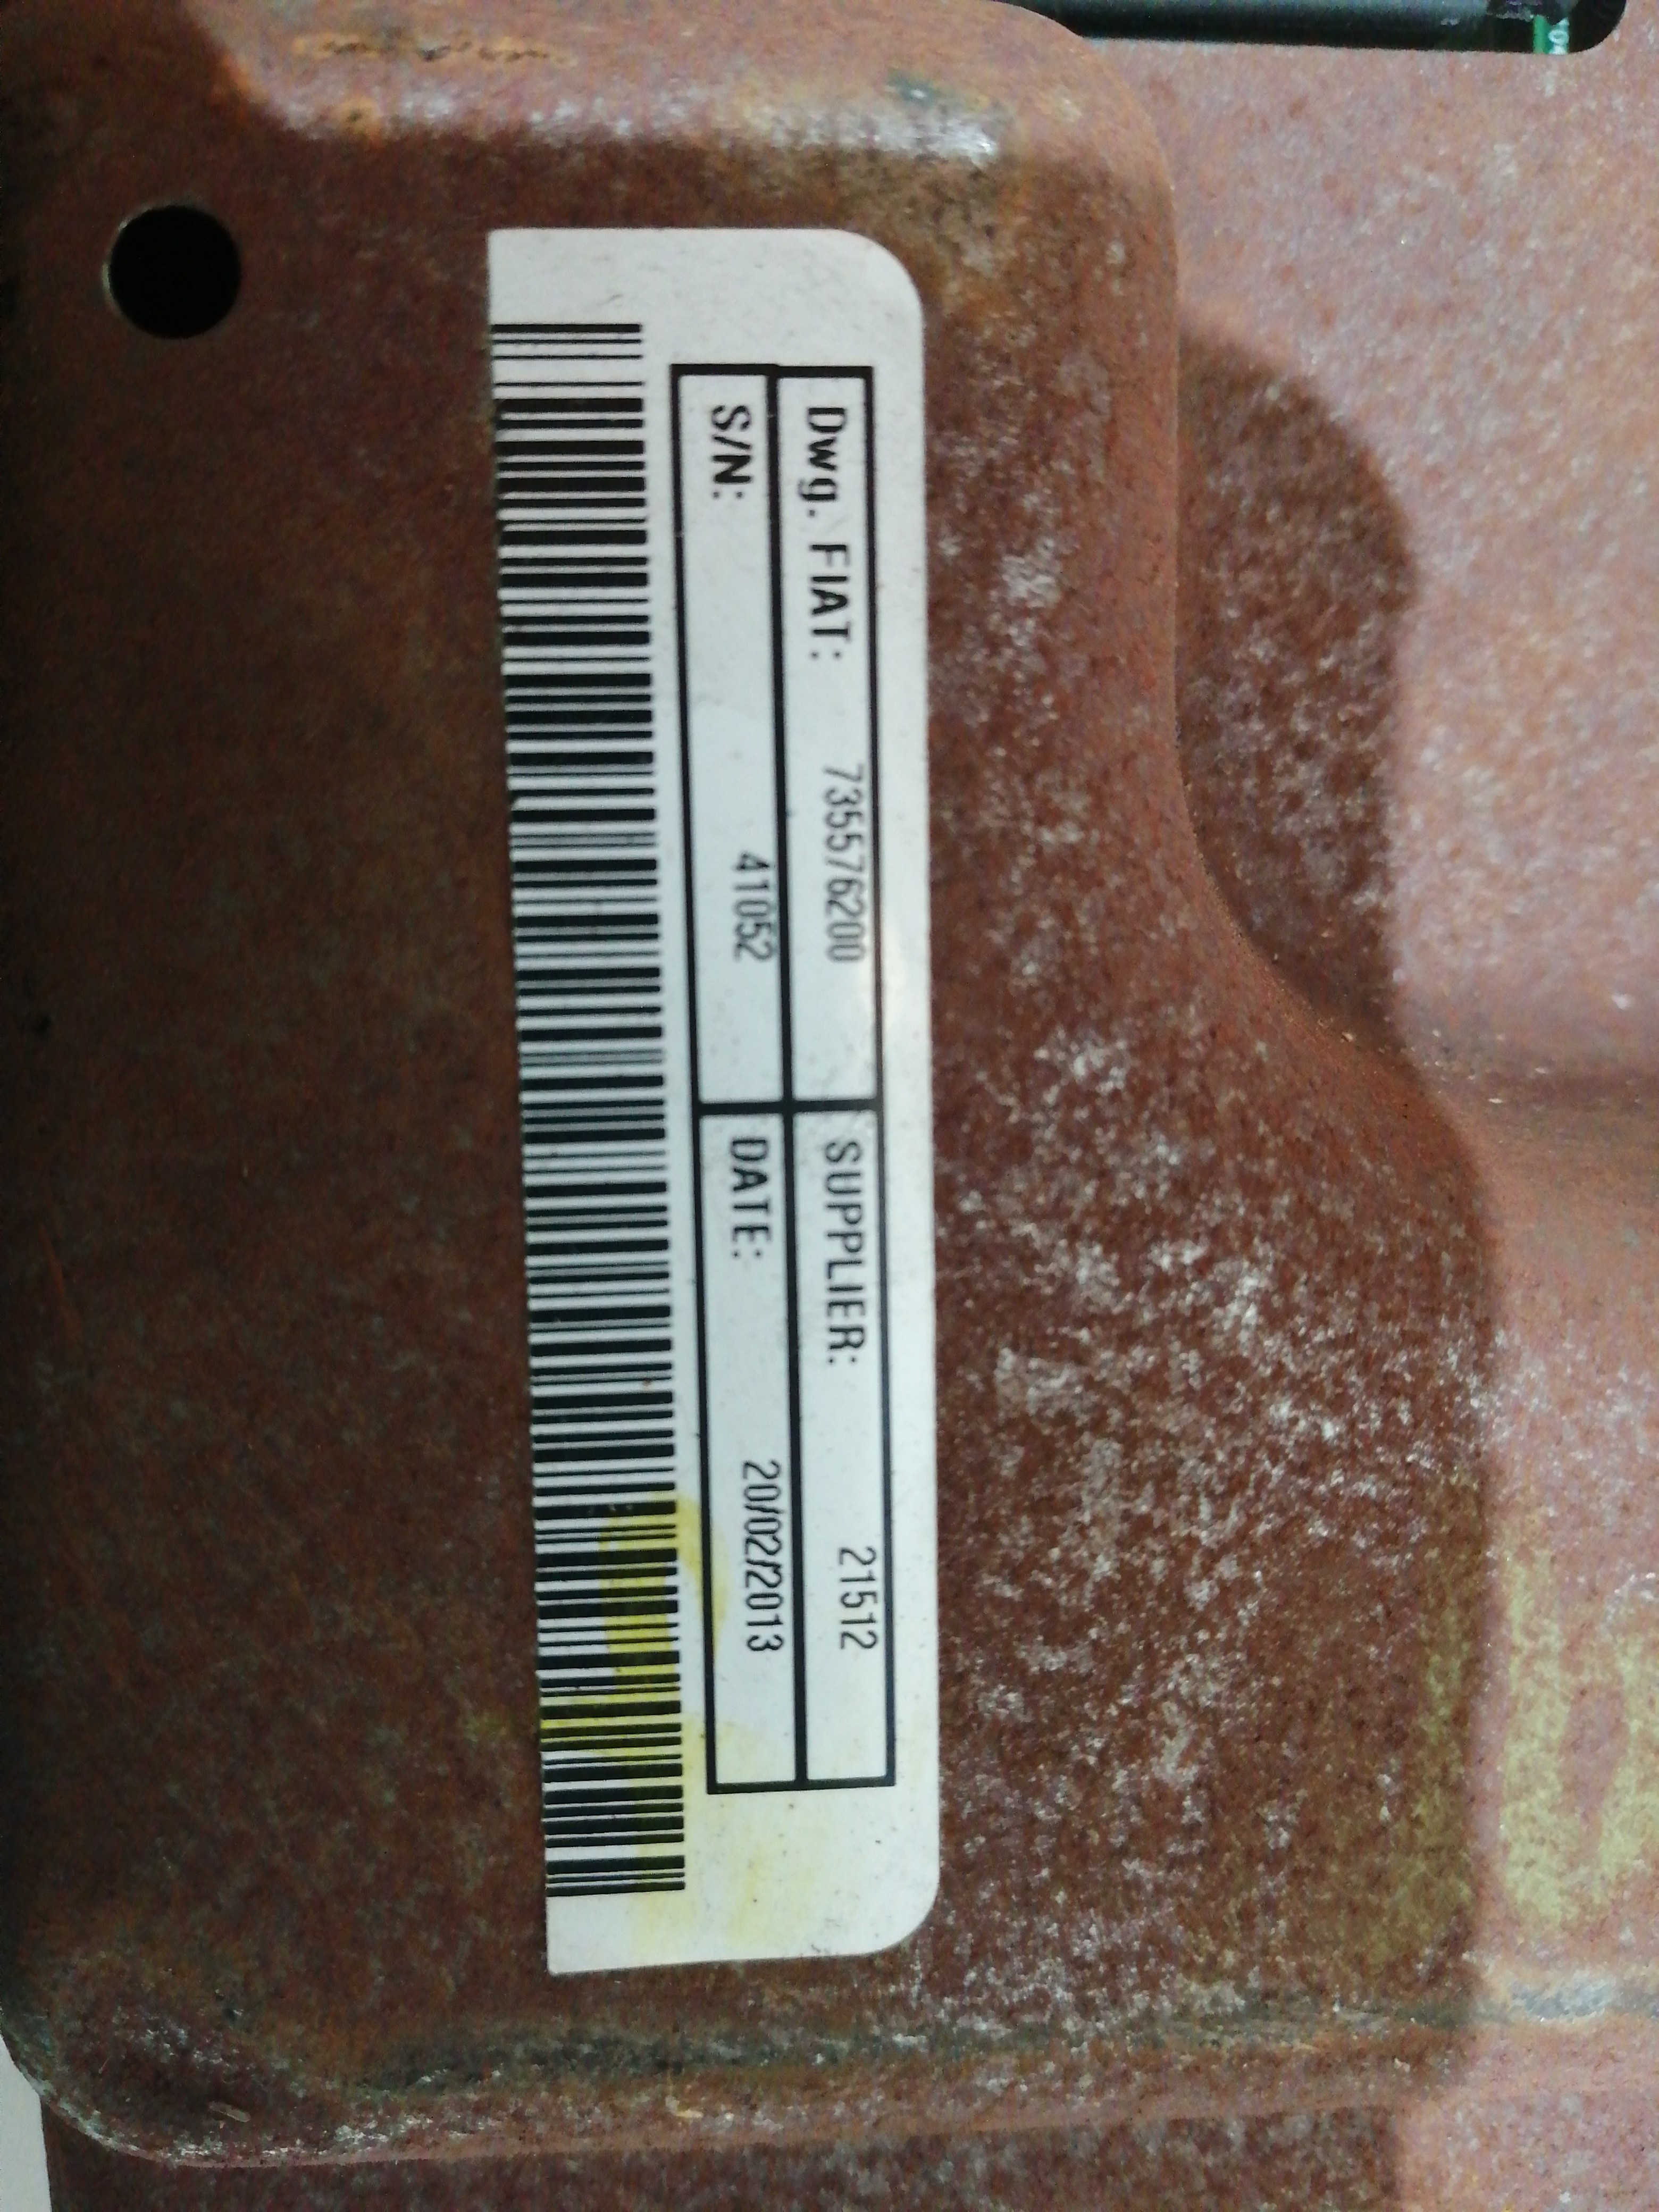 Dwg. FIAT: 735576200 SUPPLIER: 21512
S/N: 41052 DATE: 20/02/2013